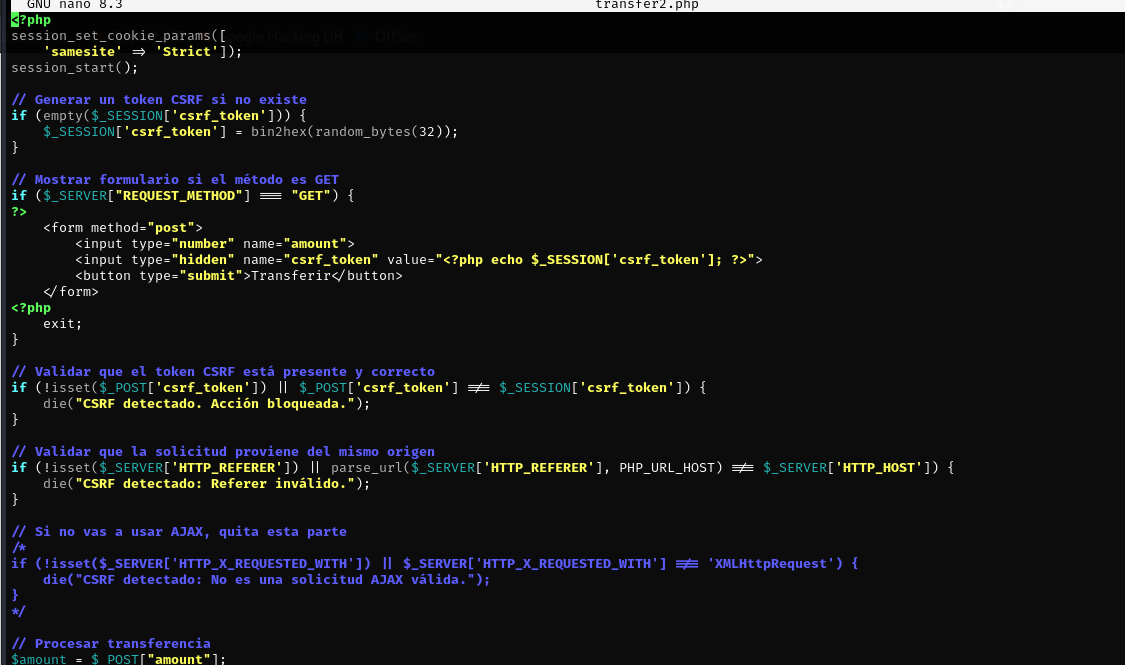 GNU nano 8.3 transfer2.php
<?php
session_set_cookie_params([
    'samesite' => 'Strict']);
session_start();

// Generar un token CSRF si no existe
if (empty($_SESSION['csrf_token'])) {
    $_SESSION['csrf_token'] = bin2hex(random_bytes(32));
}

// Mostrar formulario si el método es GET
if ($_SERVER["REQUEST_METHOD"] === "GET") {
?>
    <form method="post">
        <input type="number" name="amount">
        <input type="hidden" name="csrf_token" value="<?php echo $_SESSION['csrf_token']; ?>">
        <button type="submit">Transferir</button>
    </form>
<?php
    exit;
}

// Validar que el token CSRF está presente y correcto
if (!isset($_POST['csrf_token']) || $_POST['csrf_token'] !== $_SESSION['csrf_token']) {
    die("CSRF detectado. Acción bloqueada.");
}

// Validar que la solicitud proviene del mismo origen
if (!isset($_SERVER['HTTP_REFERER']) || parse_url($_SERVER['HTTP_REFERER'], PHP_URL_HOST) !== $_SERVER['HTTP_HOST']) {
    die("CSRF detectado: Referer inválido.");
}

// Si no vas a usar AJAX, quita esta parte
/*
if (!isset($_SERVER['HTTP_X_REQUESTED_WITH']) || $_SERVER['HTTP_X_REQUESTED_WITH'] !== 'XMLHttpRequest') {
    die("CSRF detectado: No es una solicitud AJAX válida.");
}
*/

// Procesar transferencia
$amount = $_POST["amount"];